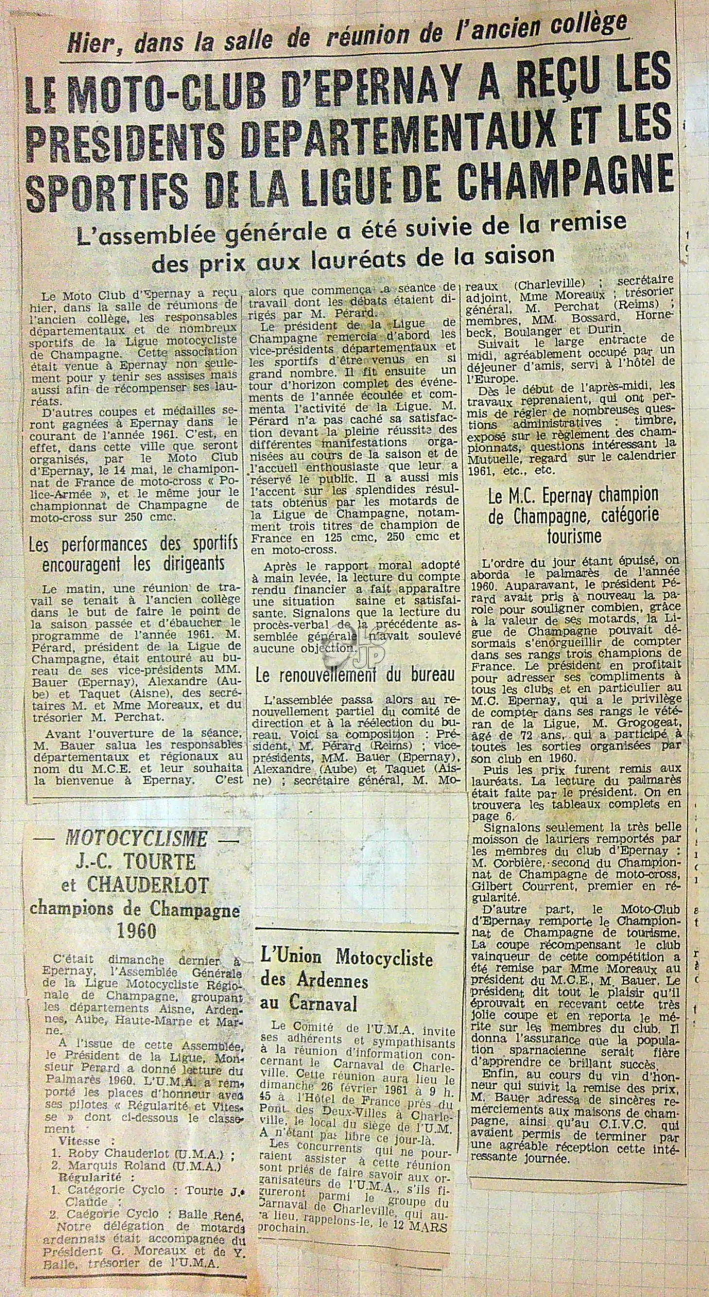 Hier, dans la salle de réunion de l'ancien collège
LE MOTO-CLUB D'EPERNAY A REÇU LES
PRESIDENTS DEPARTEMENTAUX ET LES
SPORTIFS DE LA LIGUE DE CHAMPAGNE
L'assemblée générale a été suivie de la remise
des prix aux lauréats de la saison
Le Moto Club d'Epernay a reçu
hier, dans la salle de réunions de
l'ancien collège, les responsables
départementaux et de nombreux
sportifs de la Ligue motocycliste
de Champagne. Cette association
était venue à Epernay non seule-
ment pour y tenir ses assises mais
aussi afin de récompenser ses lau-
réats.
D'autres coupes et médailles se-
ront gagnées à Epernay dans le
courant de l'année 1961. C'est, en
effet, dans cette ville que seront
organisés, par le Moto Club
d'Epernay, le 14 mai, le chamipon-
nat de France de moto-cross « Po-
lice-Armée », et le même jour le
championnat de Champagne de
moto-cross sur 250 cmc.
Les performances des sportifs
encouragent les dirigeants
Le matin, une réunion de tra-
vail se tenait à l'ancien collège
dans le but de faire le point de
la saison passée et d'ébaucher le
programme de l'année 1961. M.
Pérard, président de la Ligue de
Champagne, était entouré au bu-
reau de ses vice-présidents MM.
Bauer (Epernay), Alexandre (Au-
be) et Taquet (Aisne), des secré-
taires M. et Mme Moreaux, et du
trésorier M. Perchat.
Avant l'ouverture de la séance,
M. Bauer salua les responsables
départementaux et régionaux au
nom du M.C.E. et leur souhaita
la bienvenue à Epernay. C'est
alors que commença la séance de
travail dont les débats étaient di-
rigés par M. Pérard.
Le président de la Ligue de
Champagne remercia d'abord les
vice-présidents départementaux et
les sportifs d'être venus en si
grand nombre. Il fit ensuite un
tour d'horizon complet des événe-
ments de l'année écoulée et com-
menta l'activité de la Ligue. M.
Pérard n'a pas caché sa satisfac-
tion devant la pleine réussite des
différentes manifestations orga-
nisées au cours de la saison et de
l'accueil enthousiaste que leur a
réservé le public. Il a aussi mis
l'accent sur les splendides résul-
tats obtenus par les motards de
la Ligue de Champagne, notam-
ment trois titres de champion de
France en 125 cmc, 250 cmc et
en moto-cross.
Après le rapport moral adopté
à main levée, la lecture du compte
rendu financier a fait apparaître
une situation saine et satisfai-
sante. Signalons que la lecture du
procès-verbal de la précédente as-
semblée générale n'avait soulevé
aucune objection.
Le renouvellement du bureau
L'assemblée passa alors au re-
nouvellement partiel du comité de
direction et à la réélection du bu-
reau. Voici sa composition : Pré-
sident, M. Pérard (Reims) ; vice-
présidents, MM. Bauer (Epernay),
Alexandre (Aube) et Taquet (Ais-
ne) ; secrétaire général, M. Mo-
reaux (Charleville) ; secrétaire
adjoint, Mme Moreaux ; trésorier
général, M. Perchat (Reims) ;
membres, MM. Bossard, Horne-
beck, Boulanger et Durin.
Suivait le large entracte de
midi, agréablement occupé par un
déjeuner d'amis, servi à l'hôtel de
l'Europe.
Dès le début de l'après-midi, les
travaux reprenaient, qui ont per-
mis de régler de nombreuses ques-
tions administratives : timbre,
exposé sur le règlement des cham-
pionnats, questions intéressant la
Mutuelle, regard sur le calendrier
1961, etc., etc.
Le M.C. Epernay champion
de Champagne, catégorie
tourisme
L'ordre du jour étant épuisé, on
aborda le palmarès de l'année
1960. Auparavant, le président Pé-
rard avait pris à nouveau la pa-
role pour souligner combien, grâce
à la valeur de ses motards, la Li-
gue de Champagne pouvait dé-
sormais s'enorgueillir de compter
dans ses rangs trois champions de
France. Le président en profitait
pour adresser ses compliments à
tous les clubs et en particulier au
M.C. Epernay, qui a le privilège
de compter dans ses rangs le vété-
ran de la Ligue, M. Grogogeat,
âgé de 72 ans, qui a participé à
toutes les sorties organisées par
son club en 1960.
Puis les prix furent remis aux
lauréats. La lecture du palmarès
était faite par le président. On en
trouvera les tableaux complets en
page 6.
Signalons seulement la très belle
moisson de lauriers remportés par
les membres du club d'Epernay :
M. Corbière, second du Champion-
nat de Champagne de moto-cross,
Gilbert Courrent, premier en ré-
gularité.
D'autre part, le Moto-Club
d'Epernay remporte le Champion-
nat de Champagne de tourisme.
La coupe récompensant le club
vainqueur de cette compétition a
été remise par Mme Moreaux au
président du M.C.E., M. Bauer. Le
président dit tout le plaisir qu'il
éprouvait en recevant cette très
jolie coupe et en reporta le mé-
rite sur les membres du club. Il
donna l'assurance que la popula-
tion sparnacienne serait fière
d'apprendre ce brillant succès.
Enfin, au cours du vin d'hon-
neur qui suivit la remise des prix,
M. Bauer adressa de sincères re-
merciements aux maisons de cham-
pagne, ainsi qu'au C.I.V.C. qui
avaient permis de terminer par
une agréable réception cette inté-
ressante journée.
— MOTOCYCLISME —
J.-C. TOURTE
et CHAUDERLOT
champions de Champagne
1960
C'était dimanche dernier à
Epernay, l'Assemblée Générale
de la Ligue Motocycliste Régio-
nale de Champagne, groupant
les départements Aisne, Arden-
nes, Aube, Haute-Marne et Mar-
ne.
A l'issue de cette Assemblée,
le Président de la Ligue, Mon-
sieur Perard a donné lecture du
Palmarès 1960. L'U.M.A. a rem-
porté les places d'honneur avec
ses pilotes « Régularité et Vites-
se » dont ci-dessous le classe-
ment :
Vitesse :
1. Roby Chauderlot (U.M.A.) ;
2. Marquis Roland (U.M.A.)
Régularité :
1. Catégorie Cyclo : Tourte J.-
Claude ;
2. Caégorie Cyclo : Balle René,
Notre délégation de motards
ardennais était accompagnée du
Président G. Moreaux et de Y.
Balle, trésorier de l'U.M.A.
L'Union Motocycliste
des Ardennes
au Carnaval
Le Comité de l'U.M.A. invite
ses adhérents et sympathisants
à la réunion d'information con-
cernant le Carnaval de Charle-
ville. Cette réunion aura lieu le
dimanche 26 février 1961 à 9 h.
45 à l'Hôtel de France près du
Pont des Deux-Villes à Charle-
ville, le local du siège de l'U.M.
A n'étant pas libre ce jour-là.
Les concurrents qui ne pour-
raient assister à cette réunion
sont priés de faire savoir aux or-
ganisateurs de l'U.M.A., s'ils fi-
gureront parmi le groupe du
Carnaval de Charleville, qui au-
ra lieu, rappelons-le, le 12 MARS
prochain.